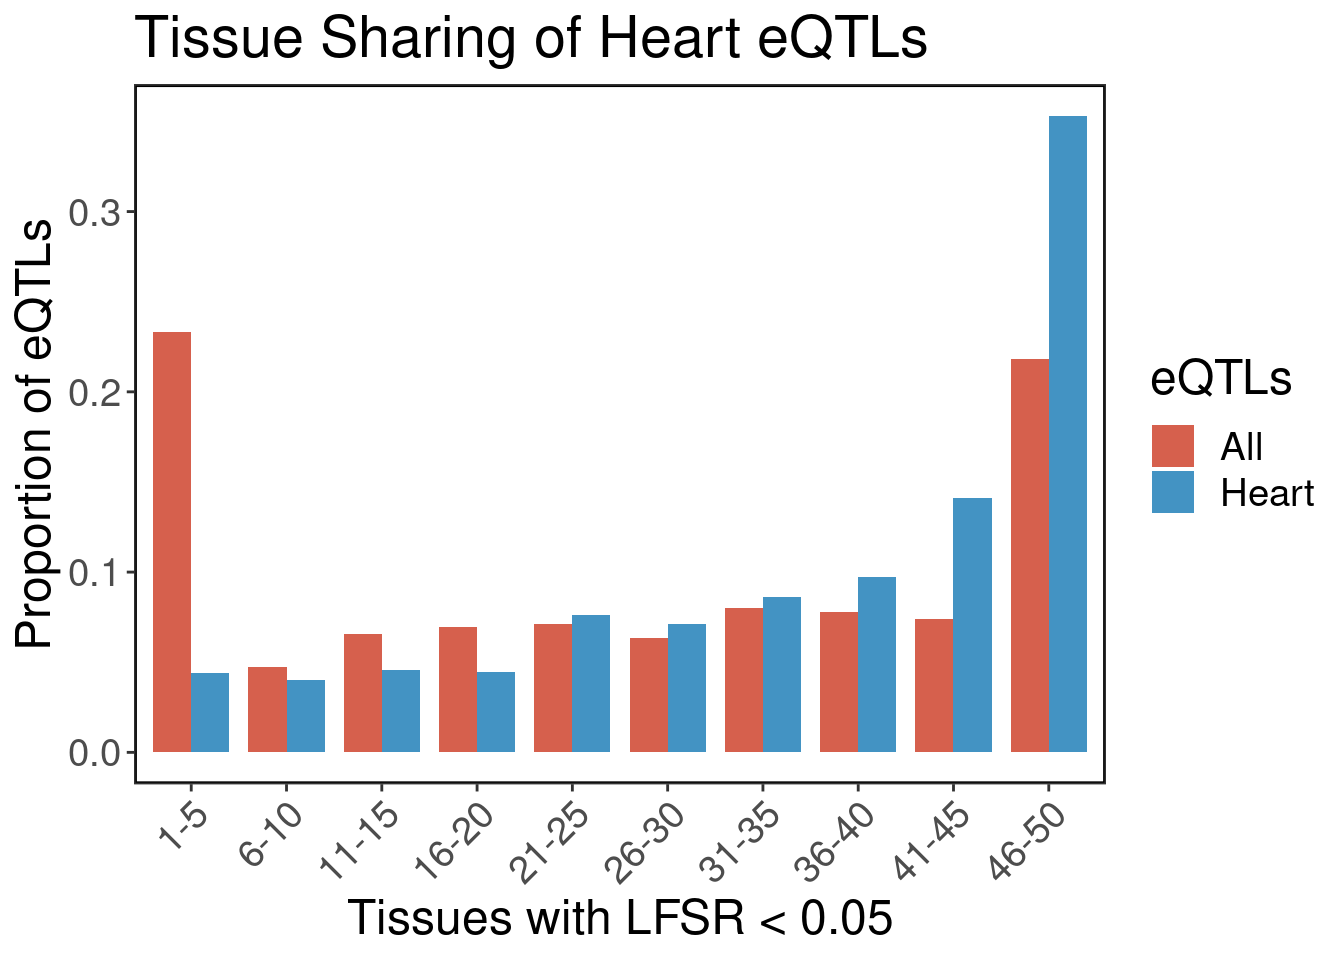 Tissue Sharing of Heart eQTLs
Proportion of eQTLs
0.3
0.2
0.1
0.0
1-5
6-10
11-15
16-20
21-25
26-30
31-35
36-40
41-45
46-50
Tissues with LFSR < 0.05
eQTLs
All
Heart